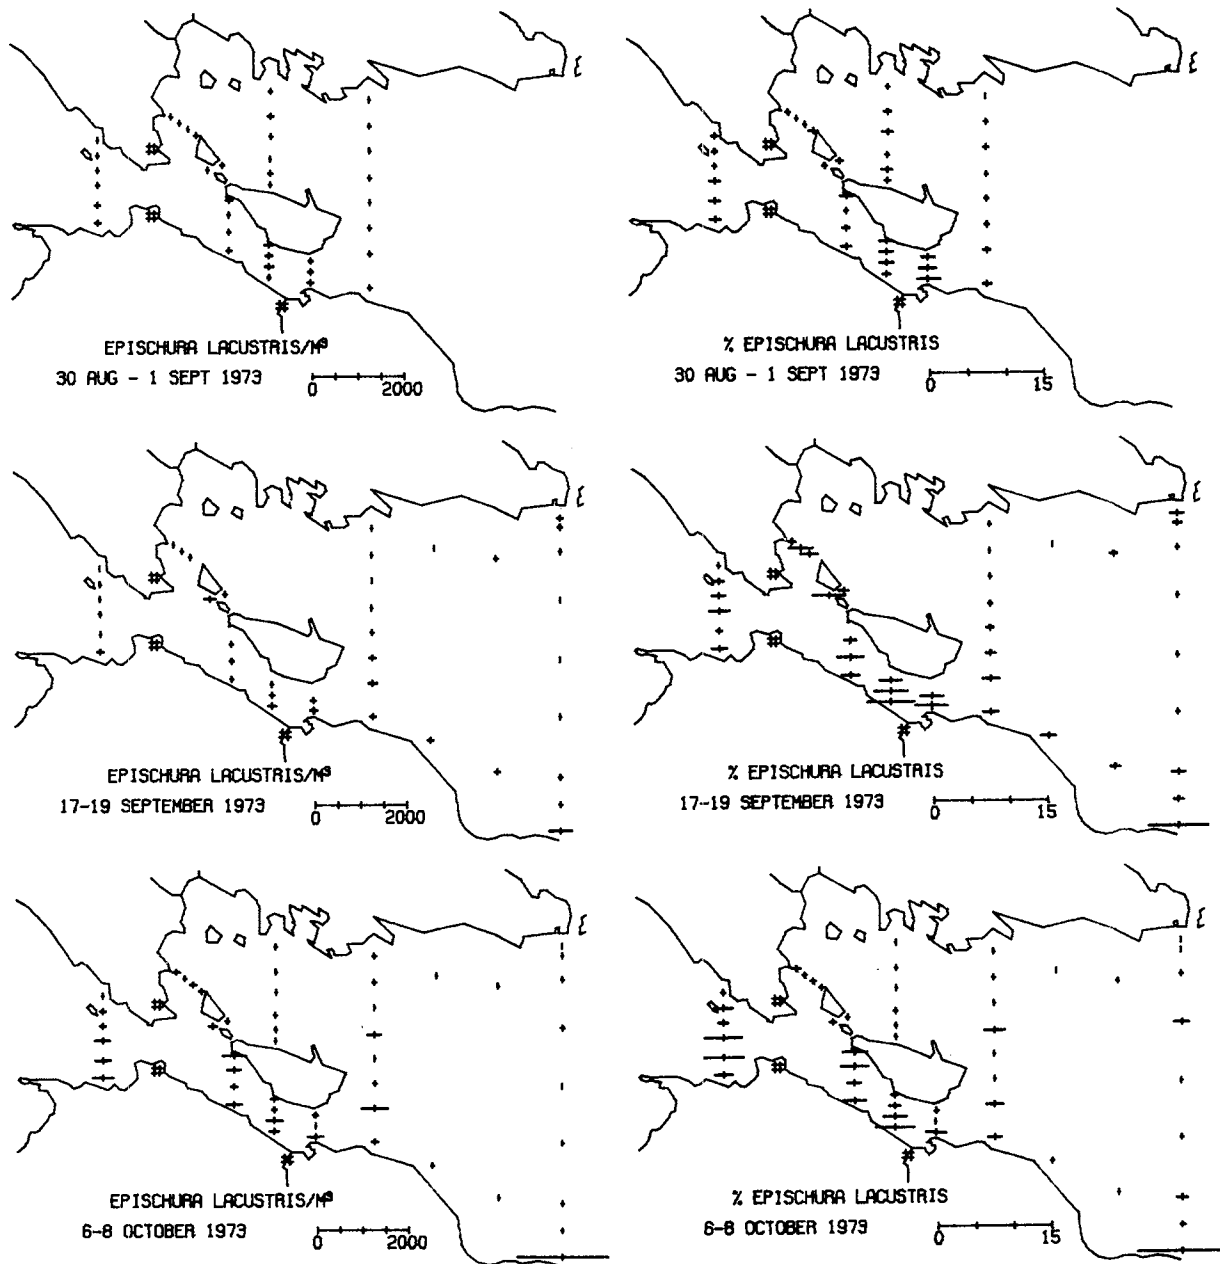 EPISCHURA LACUSTRIS/M³
30 AUG - 1 SEPT 1973
0 2000
% EPISCHURA LACUSTRIS
30 AUG - 1 SEPT 1973
0 15
EPISCHURA LACUSTRIS/M³
17-19 SEPTEMBER 1973
0 2000
% EPISCHURA LACUSTRIS
17-19 SEPTEMBER 1973
0 15
EPISCHURA LACUSTRIS/M³
6-8 OCTOBER 1973
0 2000
% EPISCHURA LACUSTRIS
6-8 OCTOBER 1973
0 15